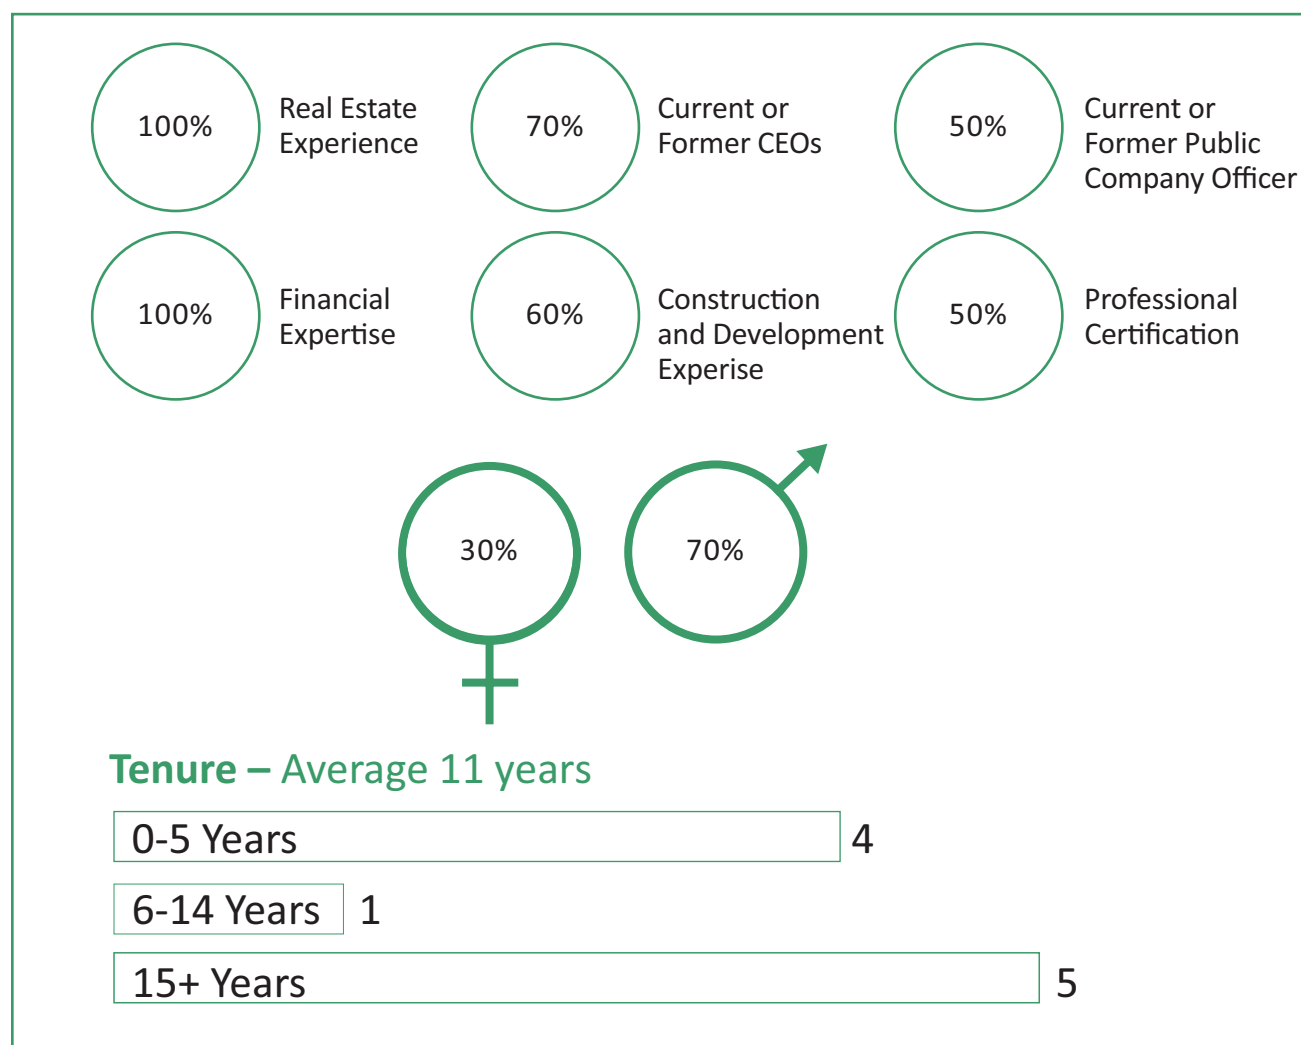 100%
Real Estate
Experience
70%
Current or
Former CEOs
50%
Current or
Former Public
Company Officer
100%
Financial
Expertise
60%
Construction
and Development
Experise
50%
Professional
Certification
30%
70%
Tenure – Average 11 years
0-5 Years 4
6-14 Years 1
15+ Years 5